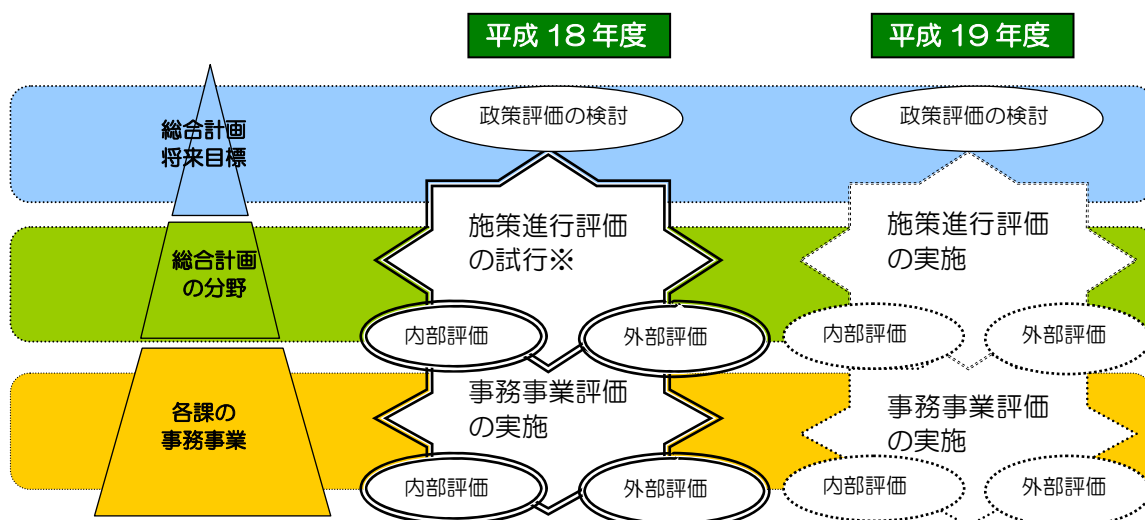 平成 18 年度
平成 19 年度
総合計画
将来目標
政策評価の検討
政策評価の検討
総合計画
の分野
施策進行評価
の試行※
施策進行評価
の実施
内部評価
外部評価
内部評価
外部評価
各課の
事務事業
事務事業評価
の実施
事務事業評価
の実施
内部評価
外部評価
内部評価
外部評価